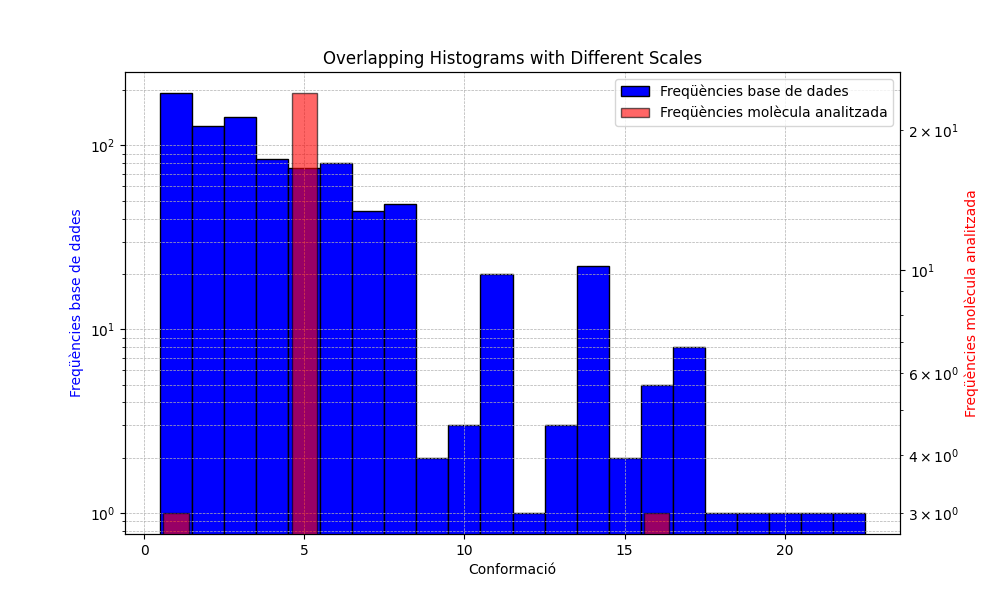 Overlapping Histograms with Different Scales
Freqüències base de dades
Freqüències molècula analitzada
Freqüències base de dades
10²
10¹
10⁰
2 × 10¹
10¹
6 × 10⁰
4 × 10⁰
3 × 10⁰
Freqüències molècula analitzada
0 5 10 15 20
Conformació